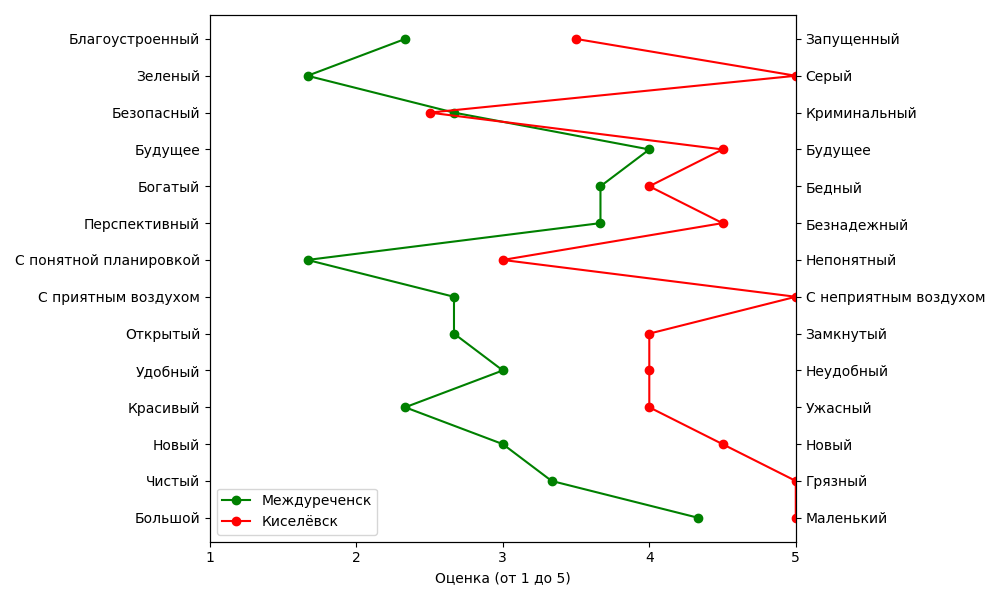 Благоустроенный
Запущенный
Зеленый
Серый
Безопасный
Криминальный
Будущее
Будущее
Богатый
Бедный
Перспективный
Безнадежный
С понятной планировкой
Непонятный
С приятным воздухом
С неприятным воздухом
Открытый
Замкнутый
Удобный
Неудобный
Красивый
Ужасный
Новый
Новый
Чистый
Грязный
Большой
Маленький
Междуреченск
Киселёвск
1 2 3 4 5
Оценка (от 1 до 5)